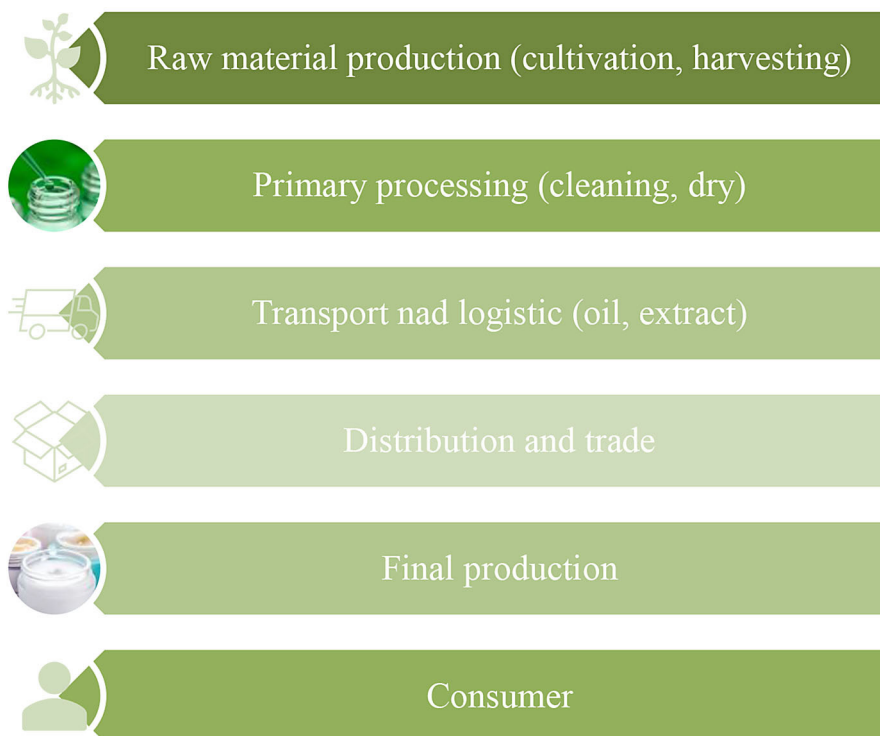 Raw material production (cultivation, harvesting)
Primary processing (cleaning, dry)
Transport nad logistic (oil, extract)
Distribution and trade
Final production
Consumer